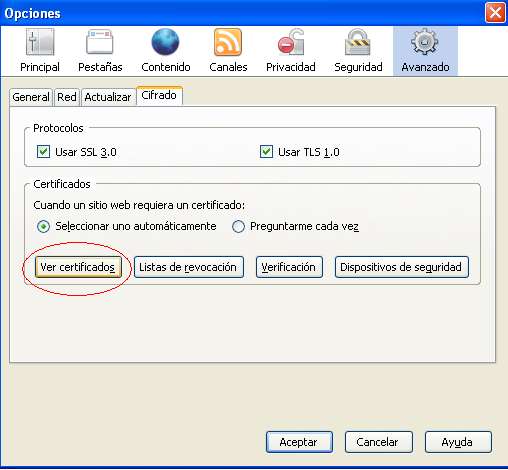 Opciones
Principal Pestañas Contenido Canales Privacidad Seguridad Avanzado
General Red Actualizar Cifrado
Protocolos
Usar SSL 3.0 Usar TLS 1.0
Certificados
Cuando un sitio web requiera un certificado:
Seleccionar uno automáticamente Preguntarme cada vez
Ver certificados Listas de revocación Verificación Dispositivos de seguridad
Aceptar Cancelar Ayuda